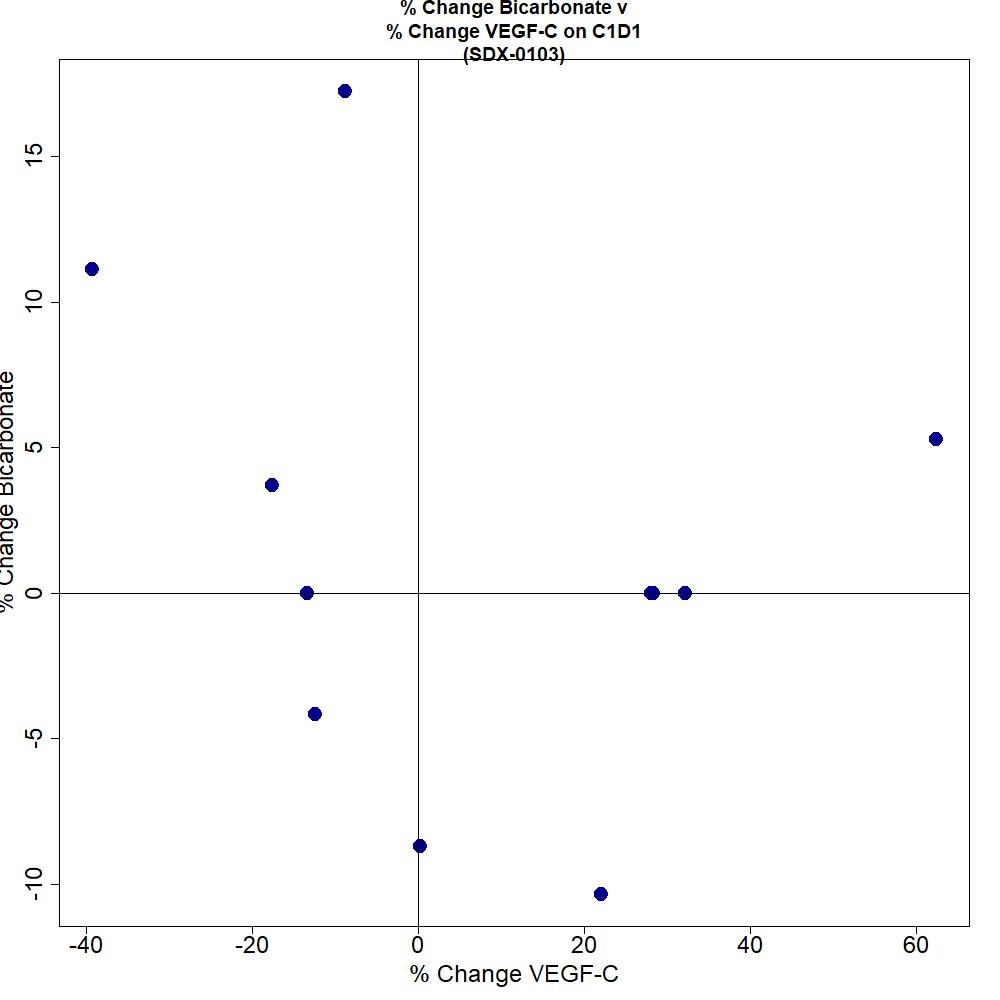 % Change Bicarbonate v
% Change VEGF-C on C1D1
(SDX-0103)
15
10
5
0
-5
-10
% Change Bicarbonate
-40 -20 0 20 40 60
% Change VEGF-C